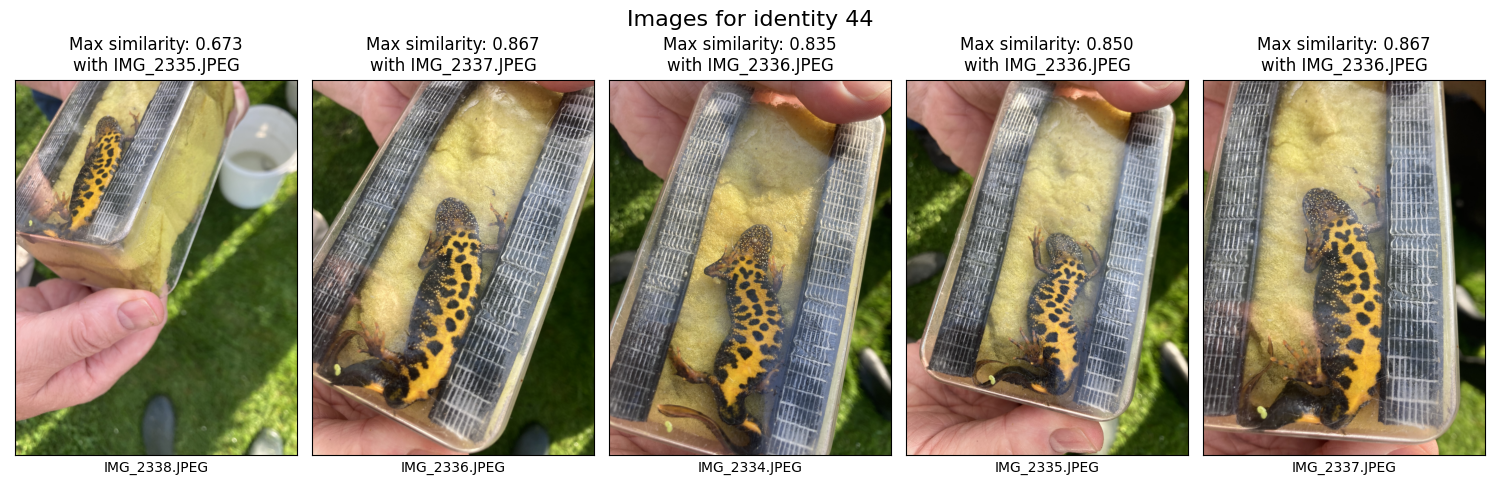 Images for identity 44
Max similarity: 0.673
with IMG_2335.JPEG
Max similarity: 0.867
with IMG_2337.JPEG
Max similarity: 0.835
with IMG_2336.JPEG
Max similarity: 0.850
with IMG_2336.JPEG
Max similarity: 0.867
with IMG_2336.JPEG
IMG_2338.JPEG
IMG_2336.JPEG
IMG_2334.JPEG
IMG_2335.JPEG
IMG_2337.JPEG